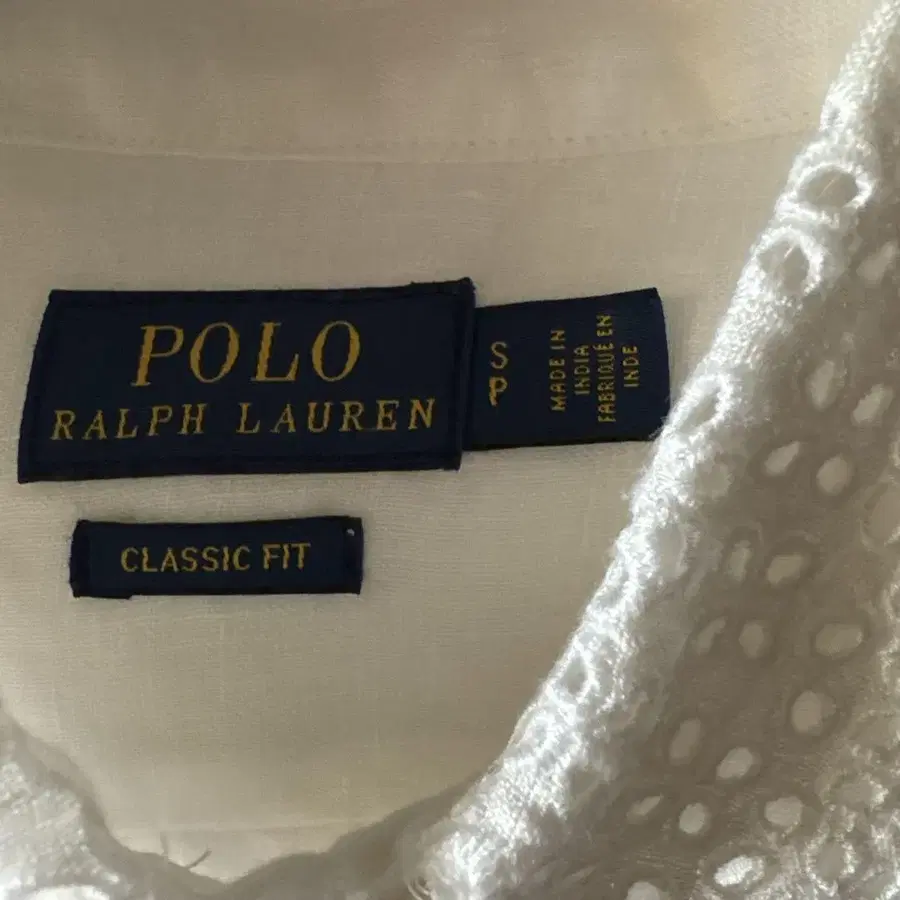 POLO
RALPH LAUREN
S
P
MADE IN
INDIA
FABRIQUÉ EN
INDE
CLASSIC FIT